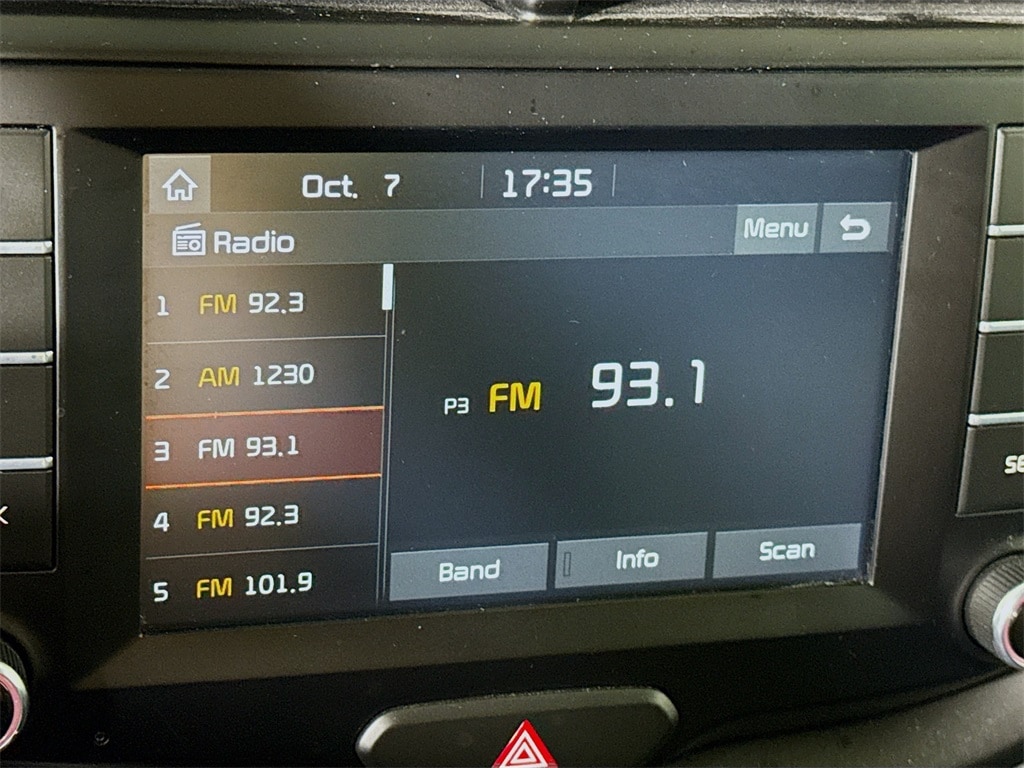 Oct. 7 17:35
Radio Menu
1 FM 92.3
2 AM 1230
3 FM 93.1
4 FM 92.3
5 FM 101.9
P3 FM 93.1
Band Info Scan